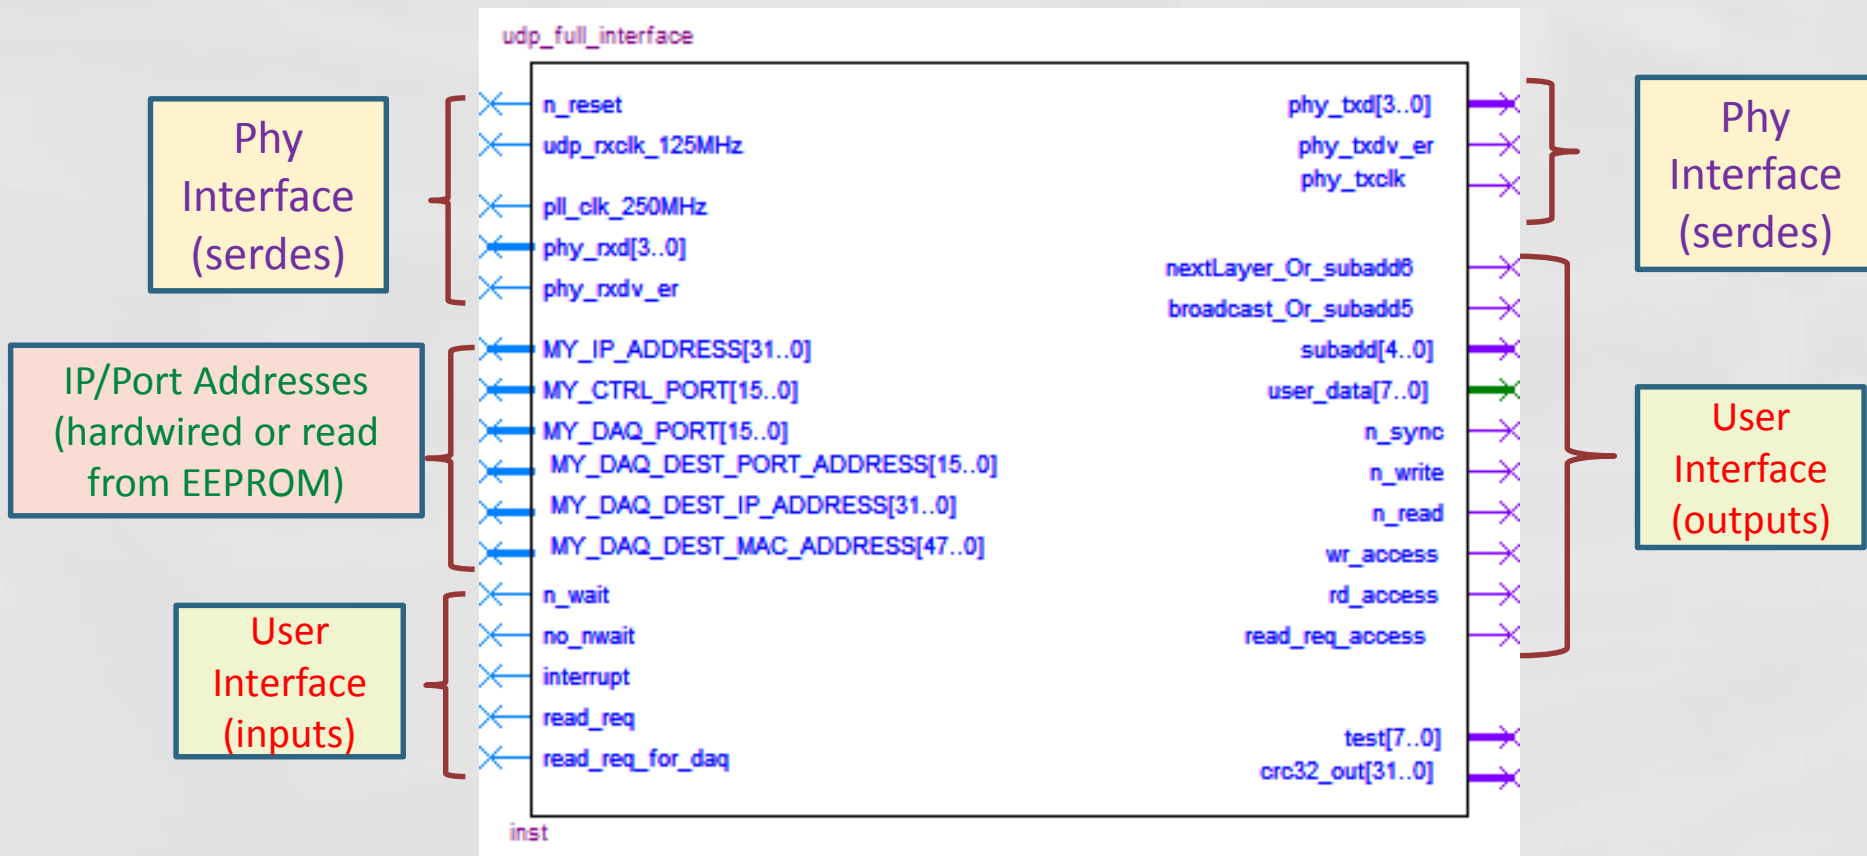 udp_full_interface
Phy
Interface
(serdes)
IP/Port Addresses
(hardwired or read
from EEPROM)
User
Interface
(inputs)
n_reset
udp_rxclk_125MHz
pll_clk_250MHz
phy_rxd[3..0]
phy_rxdv_er
MY_IP_ADDRESS[31..0]
MY_CTRL_PORT[15..0]
MY_DAQ_PORT[15..0]
MY_DAQ_DEST_PORT_ADDRESS[15..0]
MY_DAQ_DEST_IP_ADDRESS[31..0]
MY_DAQ_DEST_MAC_ADDRESS[47..0]
n_wait
no_nwait
interrupt
read_req
read_req_for_daq
phy_txd[3..0]
phy_txdv_er
phy_txclk
nextLayer_Or_subadd6
broadcast_Or_subadd5
subadd[4..0]
user_data[7..0]
n_sync
n_write
n_read
wr_access
rd_access
read_req_access
test[7..0]
crc32_out[31..0]
inst
Phy
Interface
(serdes)
User
Interface
(outputs)